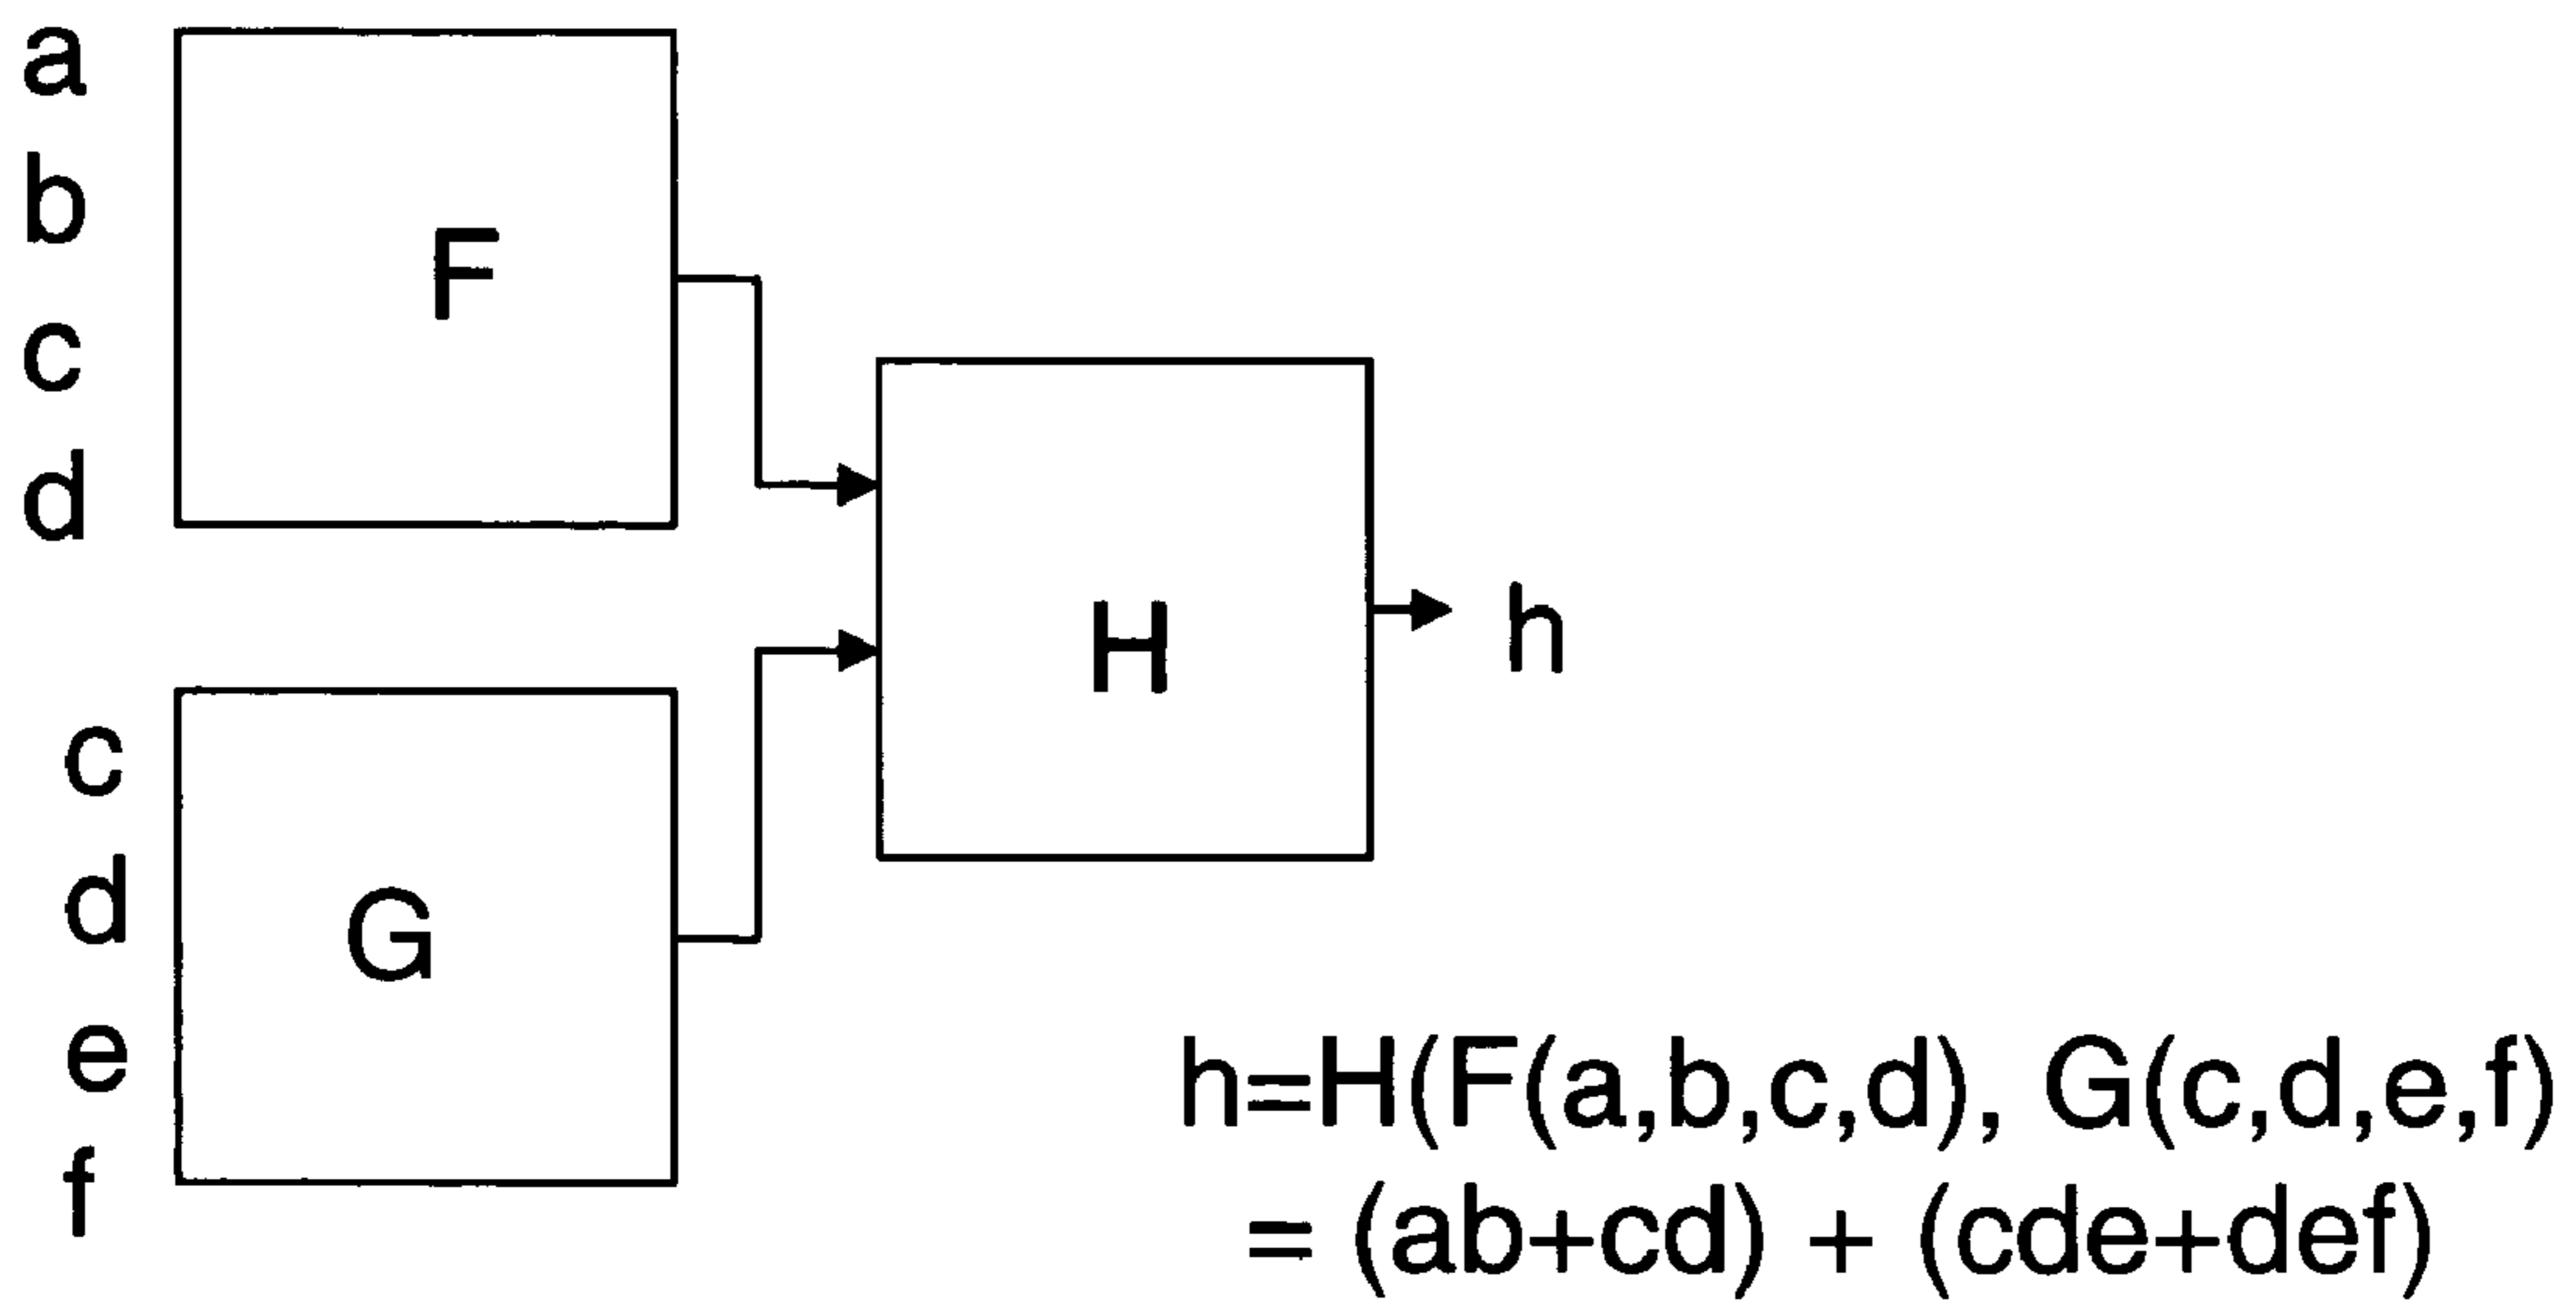 a
b
c
d
F
H
h
c
d
e
f
G
h=H(F(a,b,c,d), G(c,d,e,f)
= (ab+cd) + (cde+def)